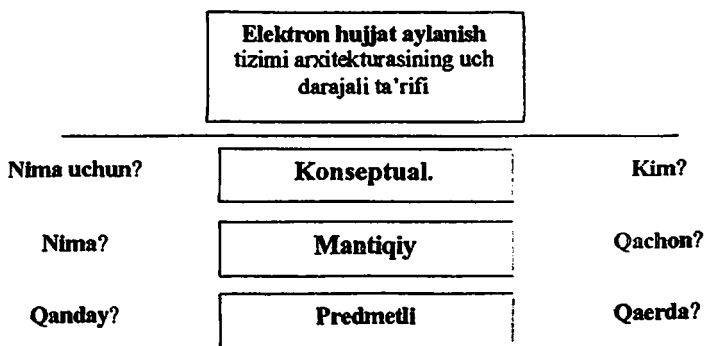 Elektron hujjat aylanish
tizimi arxitekturasining uch
darajali ta'rifi
Nima uchun? Konseptual. Kim?
Nima? Mantiqiy Qachon?
Qanday? Predmetli Qaerda?